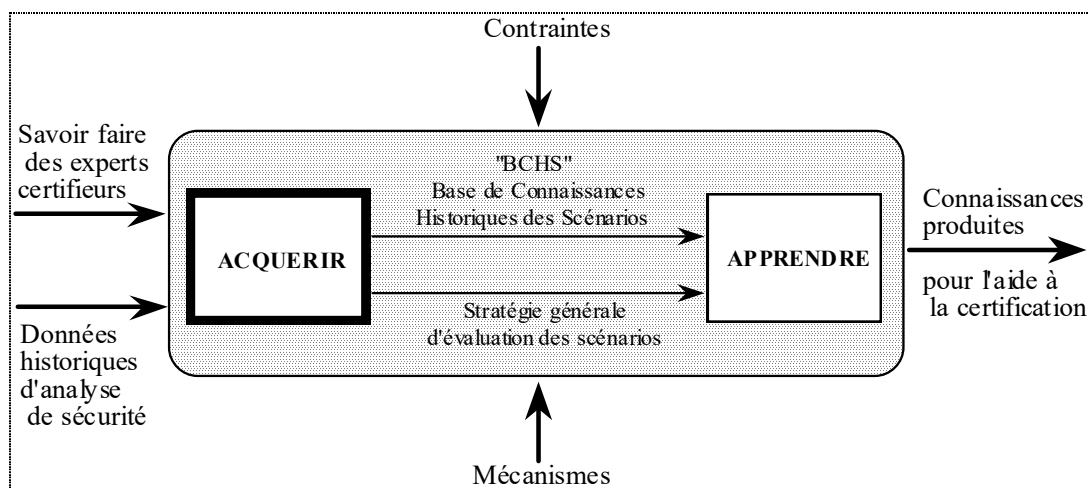 Contraintes
Savoir faire
des experts
certifieurs
"BCHS"
Base de Connaissances
Historiques des Scénarios
ACQUERIR
APPRENDRE
Stratégie générale
d'évaluation des scénarios
Connaissances
produites
pour l'aide à
la certification
Données
historiques
d'analyse
de sécurité
Mécanismes